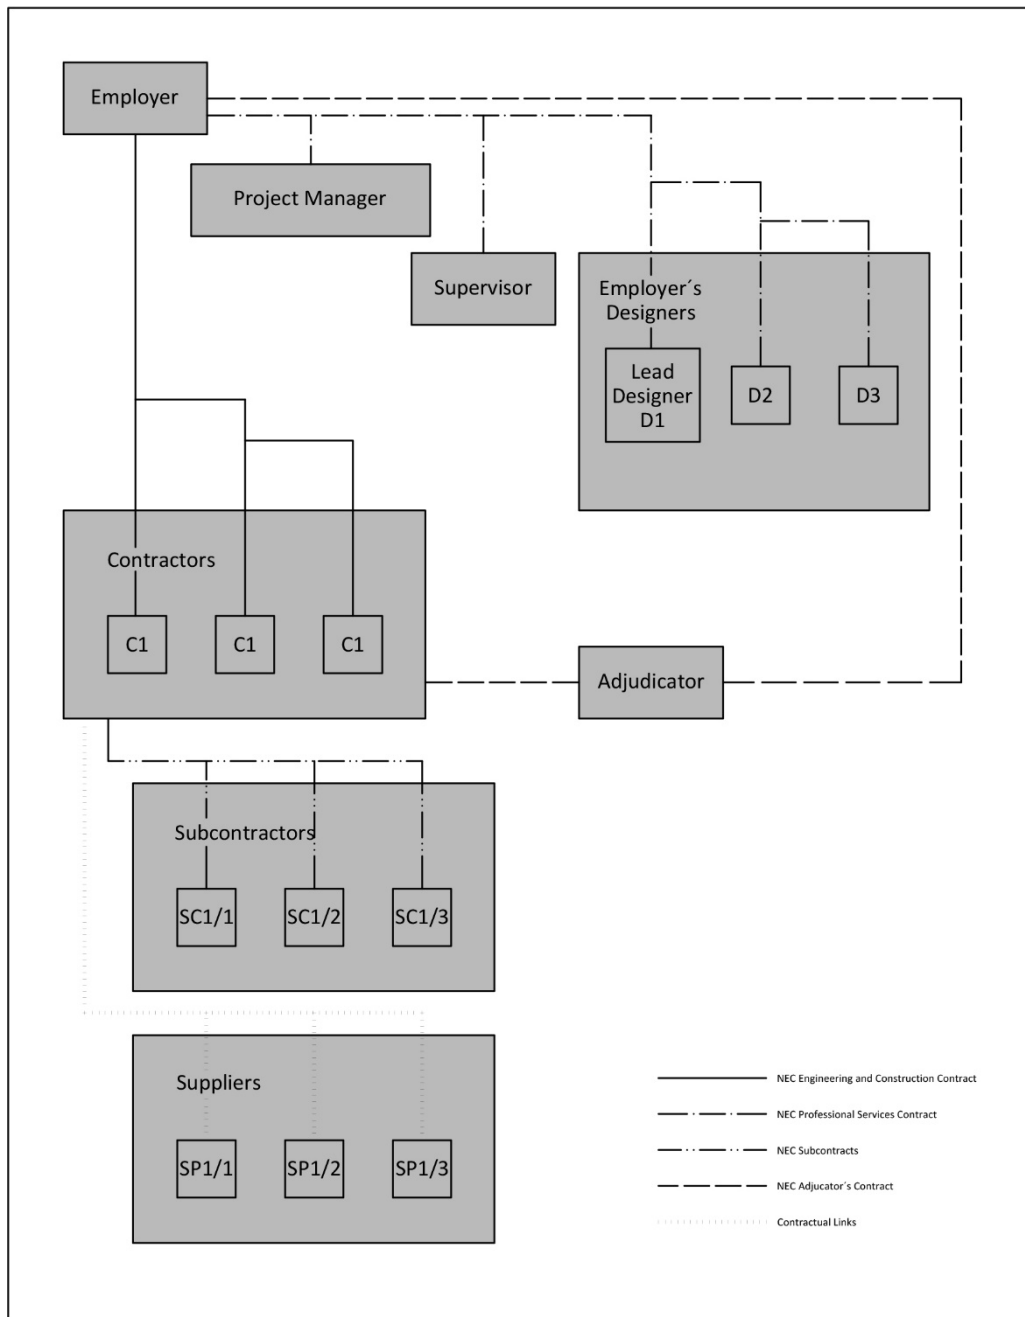 Employer
Project Manager
Supervisor
Employer´s
Designers
Lead
Designer
D1
D2
D3
Contractors
C1
C1
C1
Adjudicator
Subcontractors
SC1/1
SC1/2
SC1/3
Suppliers
SP1/1
SP1/2
SP1/3
NEC Engineering and Construction Contract
NEC Professional Services Contract
NEC Subcontracts
NEC Adjucator´s Contract
Contractual Links